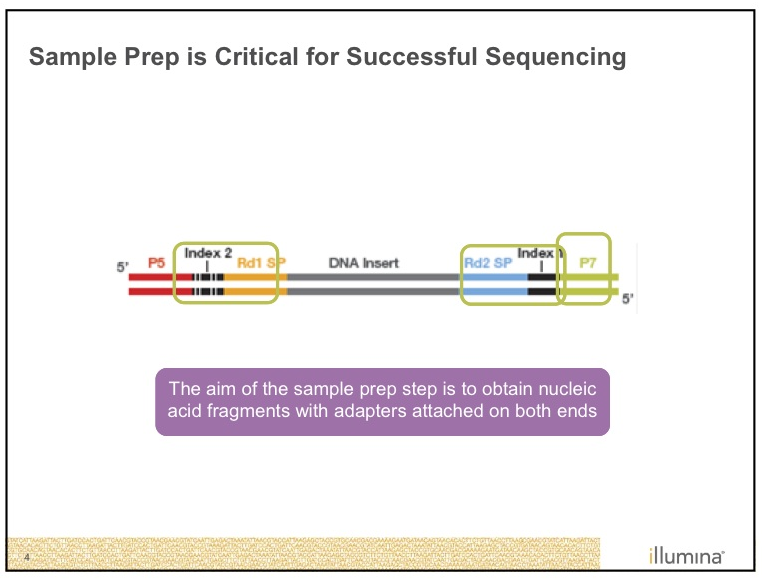 Sample Prep is Critical for Successful Sequencing
5' P5 Index 2 Rd1 SP DNA Insert Rd2 SP Index 1 P7
5'
The aim of the sample prep step is to obtain nucleic
acid fragments with adapters attached on both ends
4
illumina